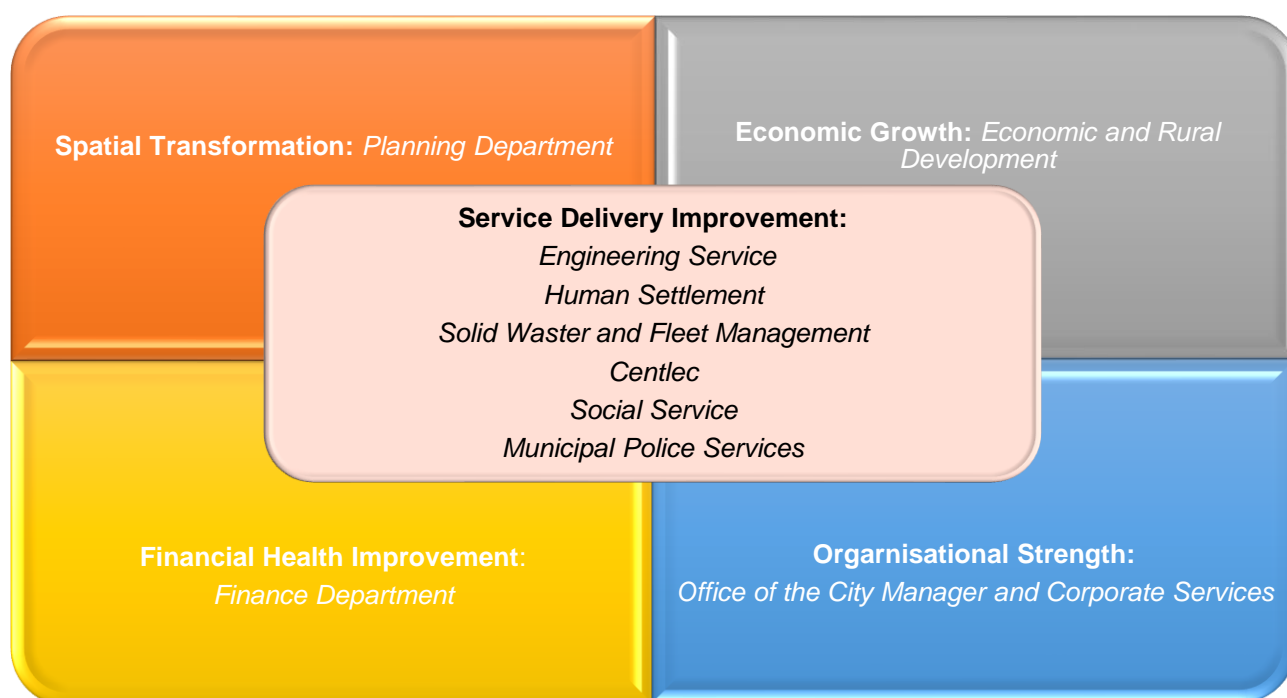 Spatial Transformation: Planning Department
Economic Growth: Economic and Rural
Development
Service Delivery Improvement:
Engineering Service
Human Settlement
Solid Waster and Fleet Management
Centlec
Social Service
Municipal Police Services
Financial Health Improvement:
Finance Department
Orgarnisational Strength:
Office of the City Manager and Corporate Services